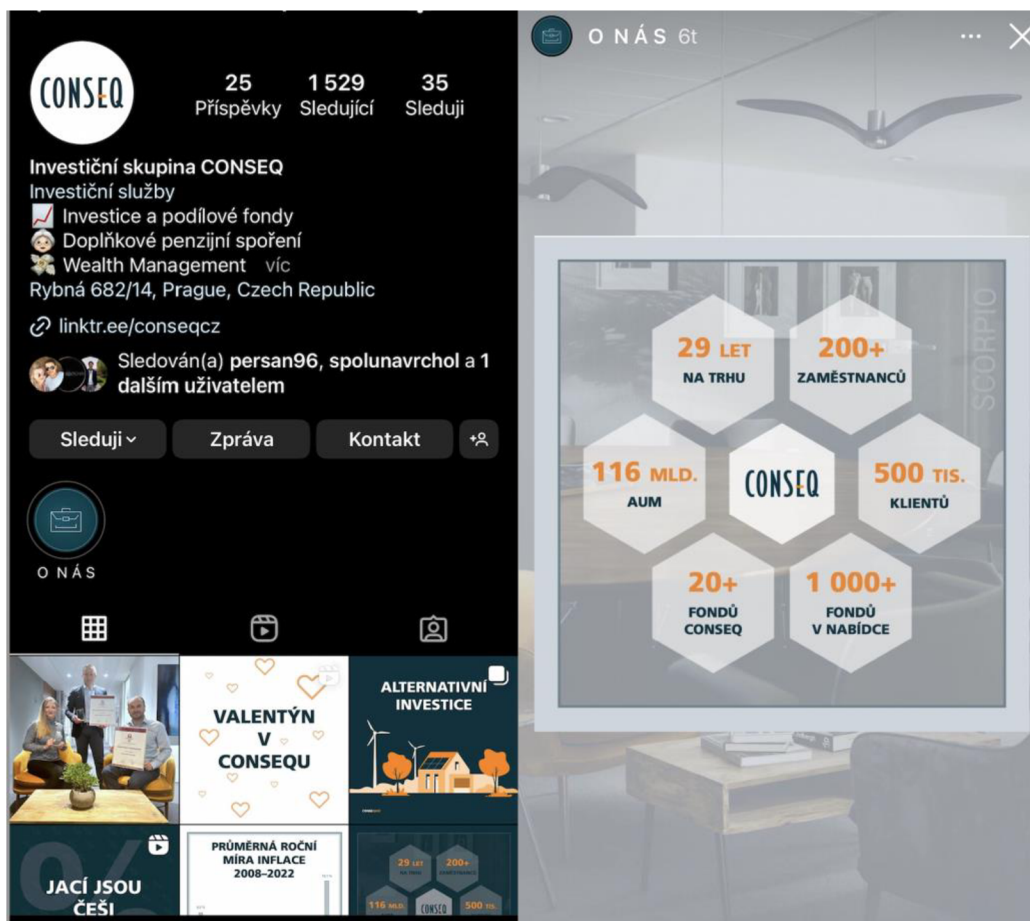 CONSEQ
25
1 529
35
Příspěvky
Sledující
Sleduji
Investiční skupina CONSEQ
Investiční služby
Investice a podílové fondy
Doplňkové penzijní spoření
Wealth Management víc
Rybná 682/14, Prague, Czech Republic
linktr.ee/conseqcz
Sledován(a) persan96, spolunavrchol a 1
dalším uživatelem
Sleduji
Zpráva
Kontakt
O NÁS
VALENTÝN
V
CONSEQU
ALTERNATIVNÍ
INVESTICE
JACÍ JSOU
ČEŠI
PRŮMĚRNÁ ROČNÍ
MÍRA INFLACE
2008–2022
29 LET
NA TRHU
200+
ZAMĚSTNANCŮ
116 MLD.
CONSEQ
500 TIS.
O NÁS 6t
SCORPIO
29 LET
NA TRHU
200+
ZAMĚSTNANCŮ
116 MLD.
AUM
CONSEQ
500 TIS.
KLIENTŮ
20+
FONDŮ
CONSEQ
1 000+
FONDŮ
V NABÍDCE